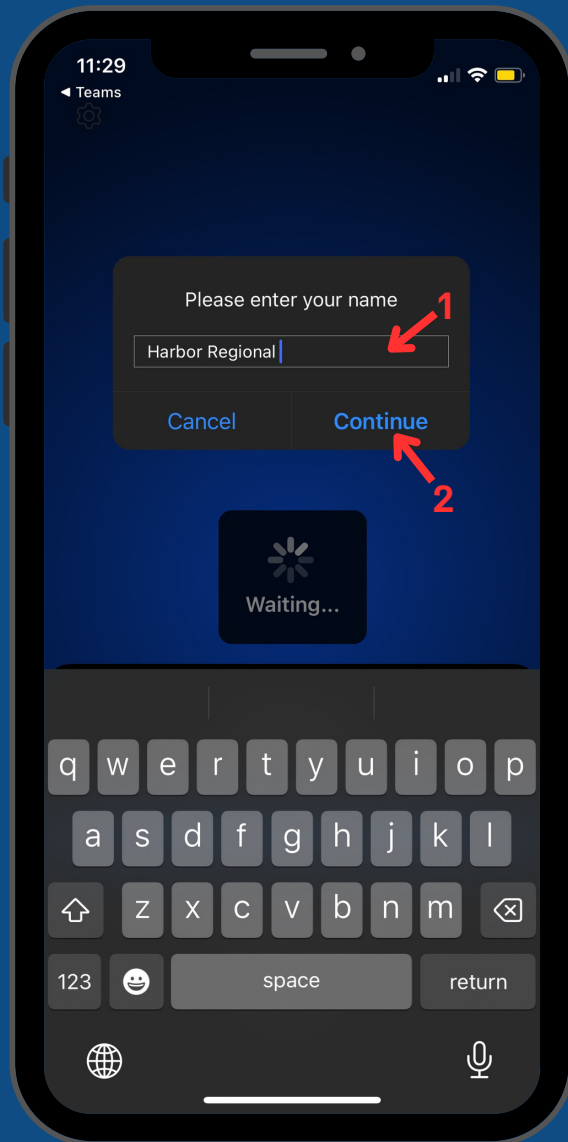 11:29
◀ Teams
Please enter your name
1
Harbor Regional
Cancel Continue
2
Waiting...
q w e r t y u i o p
a s d f g h j k l
z x c v b n m
123 space return